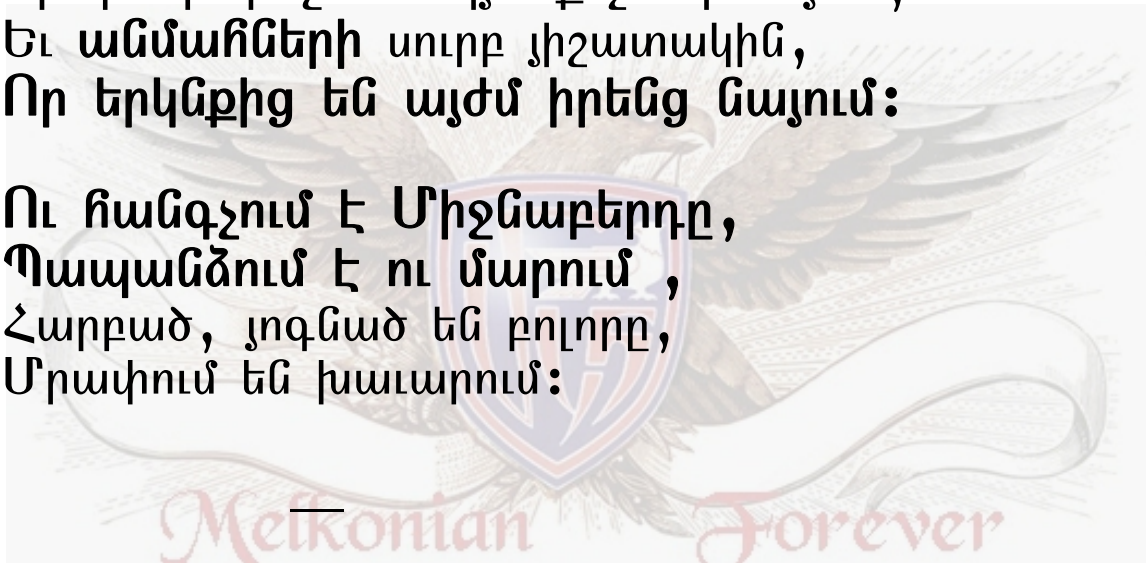 Եւ անմահների սուրբ յիշատակին,
Որ երկնքից են այժմ իրենց նայում:
Ու հանգչում է Միջնաբերդը,
Պապանձում է ու մարում ,
Հարբած, յոգնած են բոլորը,
Մրափում են խաւարում:
Melkonian Forever